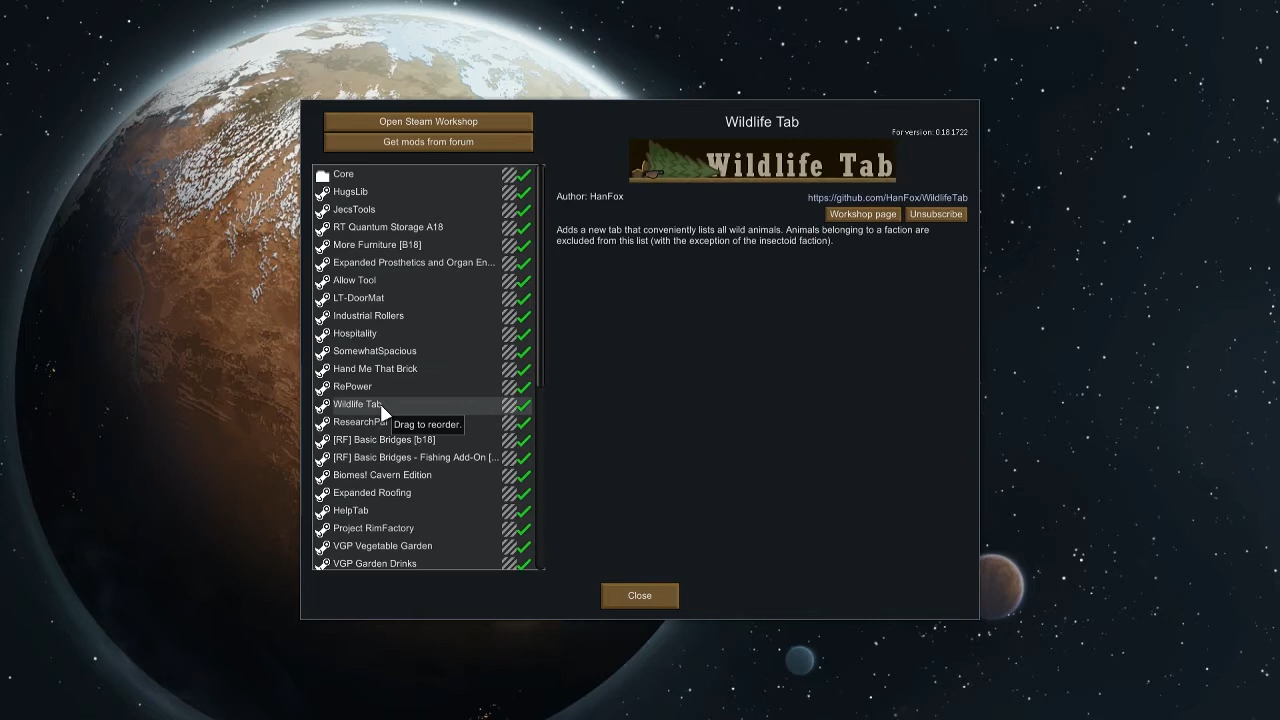 Open Steam Workshop
Get mods from forum
Core
HugsLib
JecsTools
RT Quantum Storage A18
More Furniture [B18]
Expanded Prosthetics and Organ En...
Allow Tool
LT-DoorMat
Industrial Rollers
Hospitality
SomewhatSpacious
Hand Me That Brick
RePower
Wildlife Tab
ResearchPal
Drag to reorder.
[RF] Basic Bridges [b18]
[RF] Basic Bridges - Fishing Add-On [...
Biomes! Cavern Edition
Expanded Roofing
HelpTab
Project RimFactory
VGP Vegetable Garden
VGP Garden Drinks
Wildlife Tab
For version: 0.18.1722
Wildlife Tab
Author: HanFox
https://github.com/HanFox/WildlifeTab
Workshop page
Unsubscribe
Adds a new tab that conveniently lists all wild animals. Animals belonging to a faction are
excluded from this list (with the exception of the insectoid faction).
Close